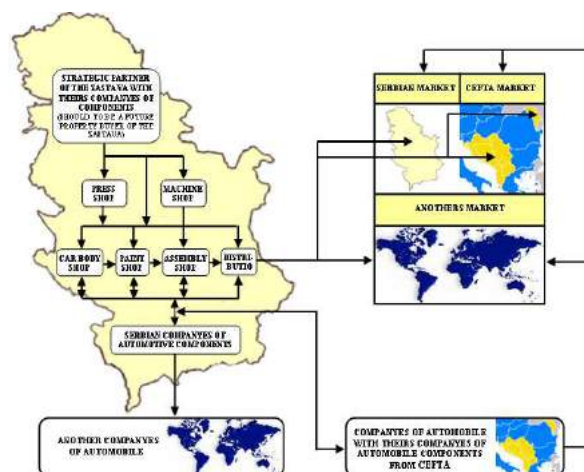 STRATEGIC PARTNER
OF THE ZASTAVA WITH
THEIRS COMPANYES OF
COMPONENTS
(SHOULD TO BE A FUTURE
PROPERTY BUYER OF THE
ZASTAVA)
SERBIAN MARKET
CEFTA MARKET
PRESS
SHOP
MACHINE
SHOP
ANOTHERS MARKET
CAR BODY
SHOP
PAINT
SHOP
ASSEMBLY
SHOP
DISTRI-
BUTIO
SERBIAN COMPANYES OF
AUTOMOTIVE COMPONENTS
ANOTHER COMPANYES
OF AUTOMOBILE
COMPANYES OF AUTOMOBILE
WITH THEIRS COMPANYES OF
AUTOMOBILE COMPONENTS
FROM CEFTA